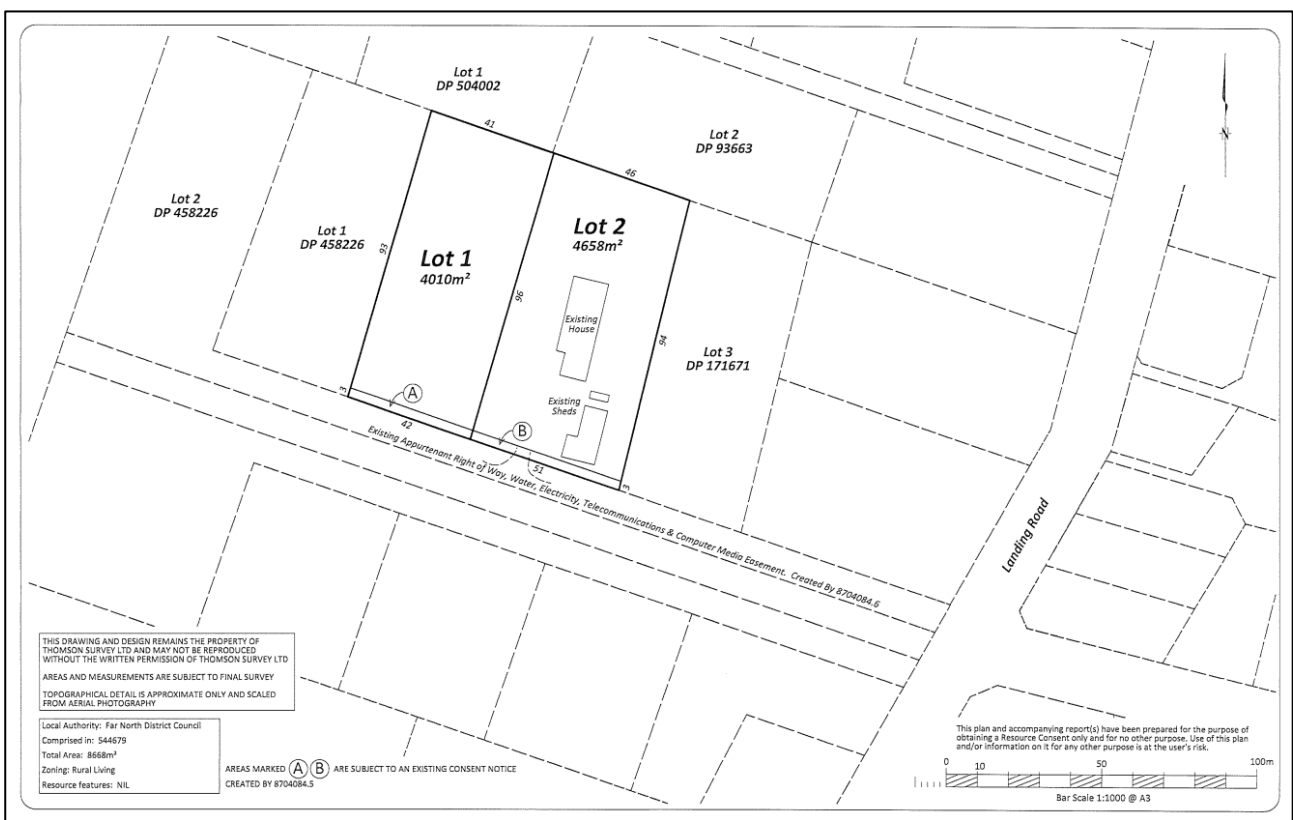 Lot 1
DP 504002
41
Lot 2
DP 93663
46
N
Lot 2
DP 458226
Lot 1
DP 458226
93
Lot 1
4010m²
96
Lot 2
4658m²
Existing
House
94
Lot 3
DP 171671
Existing
Sheds
3
A
42
B
51
3
Existing Appurtenant Right of Way, Water, Electricity, Telecommunications & Computer Media Easement. Created By 8704084.6
Landing Road
THIS DRAWING AND DESIGN REMAINS THE PROPERTY OF
THOMSON SURVEY LTD AND MAY NOT BE REPRODUCED
WITHOUT THE WRITTEN PERMISSION OF THOMSON SURVEY LTD
AREAS AND MEASUREMENTS ARE SUBJECT TO FINAL SURVEY
TOPOGRAPHICAL DETAIL IS APPROXIMATE ONLY AND SCALED
FROM AERIAL PHOTOGRAPHY
Local Authority: Far North District Council
Comprised in: 544679
Total Area: 8668m²
Zoning: Rural Living
Resource features: NIL
AREAS MARKED A B ARE SUBJECT TO AN EXISTING CONSENT NOTICE
CREATED BY 8704084.5
This plan and accompanying report(s) have been prepared for the purpose of
obtaining a Resource Consent only and for no other purpose. Use of this plan
and/or information on it for any other purpose is at the user's risk.
0 10 50 100m
Bar Scale 1:1000 @ A3